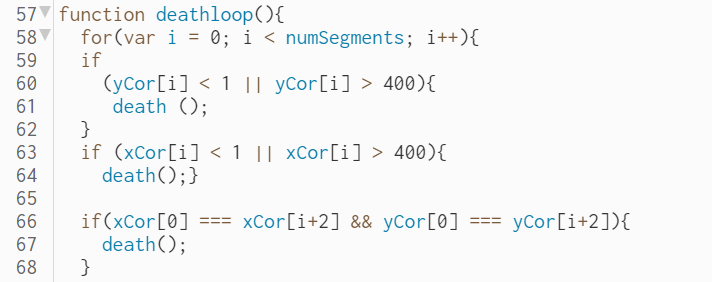 57 function deathloop(){
58 for(var i = 0; i < numSegments; i++){
59 if
60 (yCor[i] < 1 || yCor[i] > 400){
61 death ();
62 }
63 if (xCor[i] < 1 || xCor[i] > 400){
64 death();}
65
66 if(xCor[0] === xCor[i+2] && yCor[0] === yCor[i+2]){
67 death();
68 }